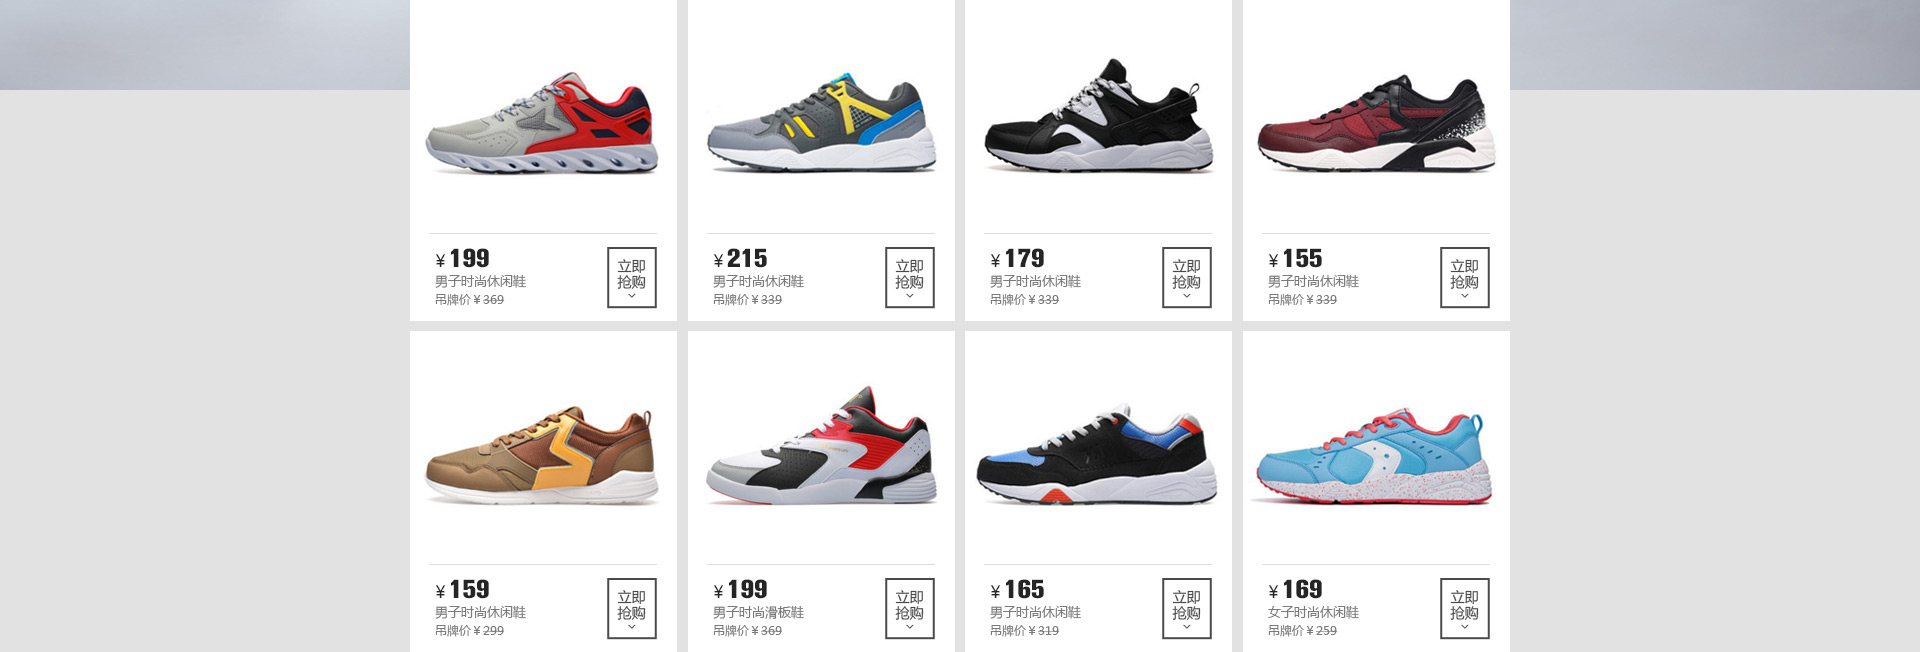 ¥199
男子时尚休闲鞋
吊牌价¥369
立即
抢购
¥215
男子时尚休闲鞋
吊牌价¥339
立即
抢购
¥179
男子时尚休闲鞋
吊牌价¥339
立即
抢购
¥155
男子时尚休闲鞋
吊牌价¥339
立即
抢购
¥159
男子时尚休闲鞋
吊牌价¥299
立即
抢购
¥199
男子时尚滑板鞋
吊牌价¥369
立即
抢购
¥165
男子时尚休闲鞋
吊牌价¥319
立即
抢购
¥169
女子时尚休闲鞋
吊牌价¥259
立即
抢购